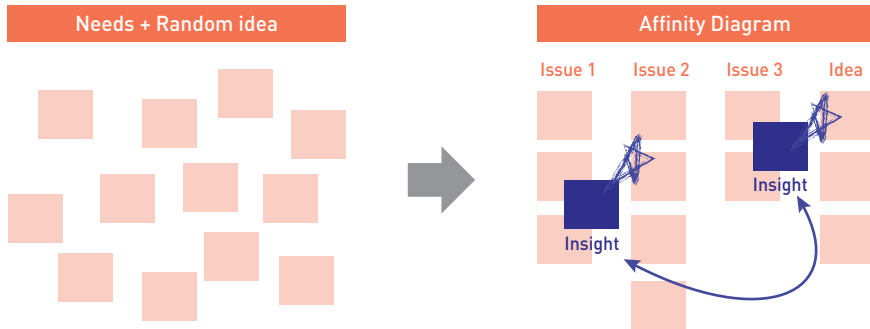 Needs + Random idea
Affinity Diagram
Issue 1
Issue 2
Issue 3
Idea
Insight
Insight